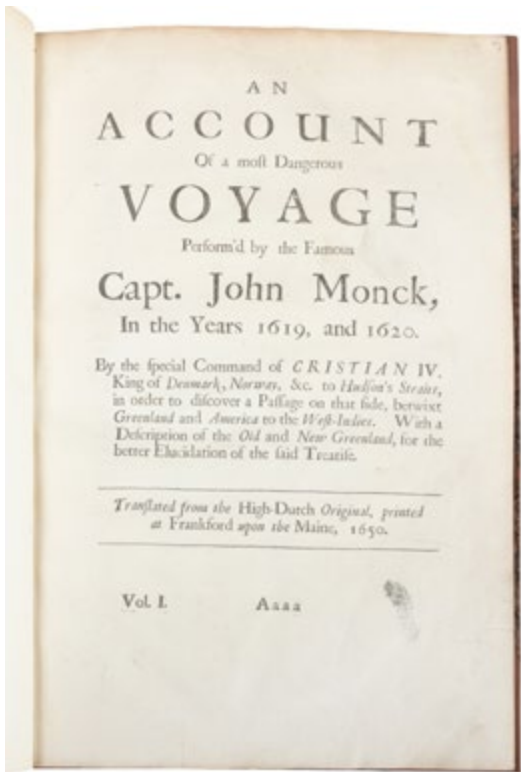 AN
ACCOUNT
Of a moſt Dangerous
VOYAGE
Perform'd by the Famous
Capt. John Monck,
In the Years 1619, and 1620.
By the ſpecial Command of CRISTIAN IV.
King of Denmark, Norway, &c. to Hudſon's Straits,
in order to diſcover a Paſſage on that ſide, betwixt
Greenland and America to the Weſt-Indies. With a
Deſcription of the Old and New Greenland, for the
better Elucidation of the ſaid Treatiſe.
Tranſlated from the High-Dutch Original, printed
at Frankford upon the Maine, 1650.
Vol. I. Aaaa